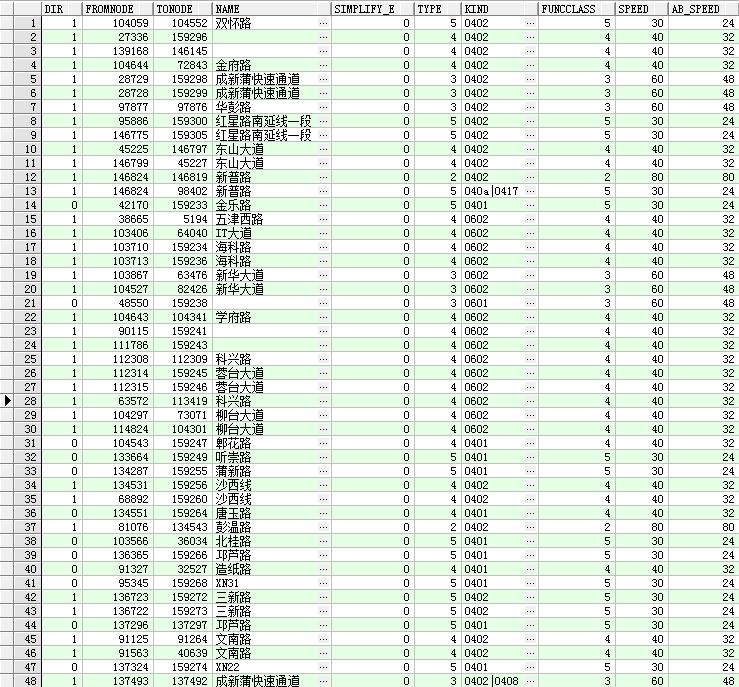 DIR FROMNODE TONODE NAME SIMPLIFY_E TYPE KIND FUNCCLASS SPEED AB_SPEED
1 1 104059 104552 双怀路 ... 0 5 0402 ... 5 30 24
2 1 27336 159296 ... 0 4 0402 ... 4 40 32
3 1 139168 146145 ... 0 4 0402 ... 4 40 32
4 1 104644 72843 金府路 ... 0 4 0402 ... 4 40 32
5 1 28729 159298 成新蒲快速通道 ... 0 3 0402 ... 3 60 48
6 1 28728 159299 成新蒲快速通道 ... 0 3 0402 ... 3 60 48
7 1 97877 97876 华彭路 ... 0 3 0402 ... 3 60 48
8 1 95886 159300 红星路南延线一段 ... 0 5 0402 ... 5 30 24
9 1 146775 159305 红星路南延线一段 ... 0 5 0402 ... 5 30 24
10 1 45225 146797 东山大道 ... 0 4 0402 ... 4 40 32
11 1 146799 45227 东山大道 ... 0 4 0402 ... 4 40 32
12 1 146824 146819 新普路 ... 0 2 0402 ... 2 80 80
13 1 146824 98402 新普路 ... 0 5 040a|0417 ... 5 30 24
14 0 42170 159233 金乐路 ... 0 5 0401 ... 5 30 24
15 1 38665 5194 五津西路 ... 0 4 0602 ... 4 40 32
16 1 103406 64040 IT大道 ... 0 4 0602 ... 4 40 32
17 1 103710 159234 海科路 ... 0 4 0602 ... 4 40 32
18 1 103713 159236 海科路 ... 0 4 0602 ... 4 40 32
19 1 103867 63476 新华大道 ... 0 3 0602 ... 3 60 48
20 1 104527 82426 新华大道 ... 0 3 0602 ... 3 60 48
21 0 48550 159238 ... 0 3 0601 ... 3 60 48
22 1 104643 104341 学府路 ... 0 4 0602 ... 4 40 32
23 1 90115 159241 ... 0 4 0602 ... 4 40 32
24 1 111786 159243 ... 0 4 0602 ... 4 40 32
25 1 112308 112309 科兴路 ... 0 4 0602 ... 4 40 32
26 1 112314 159245 蓉台大道 ... 0 4 0602 ... 4 40 32
27 1 112315 159246 蓉台大道 ... 0 4 0602 ... 4 40 32
28 1 63572 113419 科兴路 ... 0 4 0602 ... 4 40 32
29 1 104297 73071 柳台大道 ... 0 4 0602 ... 4 40 32
30 1 114824 104301 柳台大道 ... 0 4 0602 ... 4 40 32
31 0 104543 159247 郫花路 ... 0 4 0401 ... 4 40 32
32 0 133664 159249 听崇路 ... 0 5 0401 ... 5 30 24
33 0 134287 159255 蒲新路 ... 0 5 0401 ... 5 30 24
34 1 134531 159256 沙西线 ... 0 4 0402 ... 4 40 32
35 1 68892 159260 沙西线 ... 0 4 0402 ... 4 40 32
36 0 134551 159264 唐玉路 ... 0 4 0401 ... 4 40 32
37 1 81076 134543 彭温路 ... 0 2 0402 ... 2 80 80
38 0 103566 36034 北桂路 ... 0 5 0401 ... 5 30 24
39 0 136365 159266 邛芦路 ... 0 5 0401 ... 5 30 24
40 0 91327 32527 造纸路 ... 0 4 0401 ... 4 40 32
41 0 95345 159268 XN31 ... 0 5 0401 ... 5 30 24
42 1 136723 159272 三新路 ... 0 5 0402 ... 5 30 24
43 1 136722 159273 三新路 ... 0 5 0402 ... 5 30 24
44 0 137296 137297 邛芦路 ... 0 5 0401 ... 5 30 24
45 1 91125 91264 文南路 ... 0 4 0402 ... 4 40 32
46 1 91563 40639 文南路 ... 0 4 0402 ... 4 40 32
47 0 137324 159274 XN22 ... 0 5 0401 ... 5 30 24
48 1 137493 137492 成新蒲快速通道 ... 0 3 0402|0408 ... 3 60 48